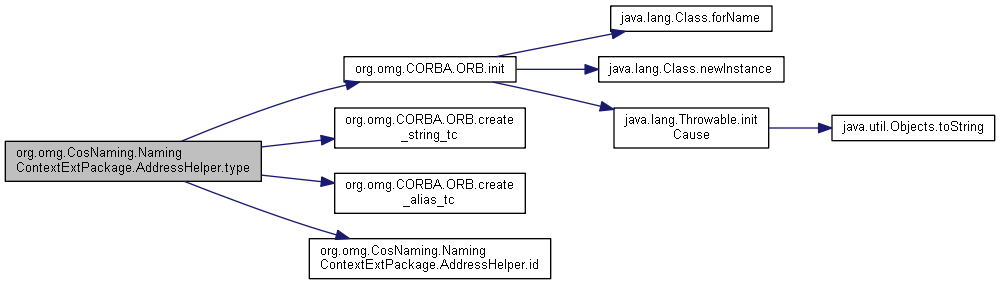 java.lang.Class.forName
org.omg.CORBA.ORB.init
java.lang.Class.newInstance
org.omg.CORBA.ORB.create
_string_tc
java.lang.Throwable.init
Cause
java.util.Objects.toString
org.omg.CosNaming.Naming
ContextExtPackage.AddressHelper.type
org.omg.CORBA.ORB.create
_alias_tc
org.omg.CosNaming.Naming
ContextExtPackage.AddressHelper.id